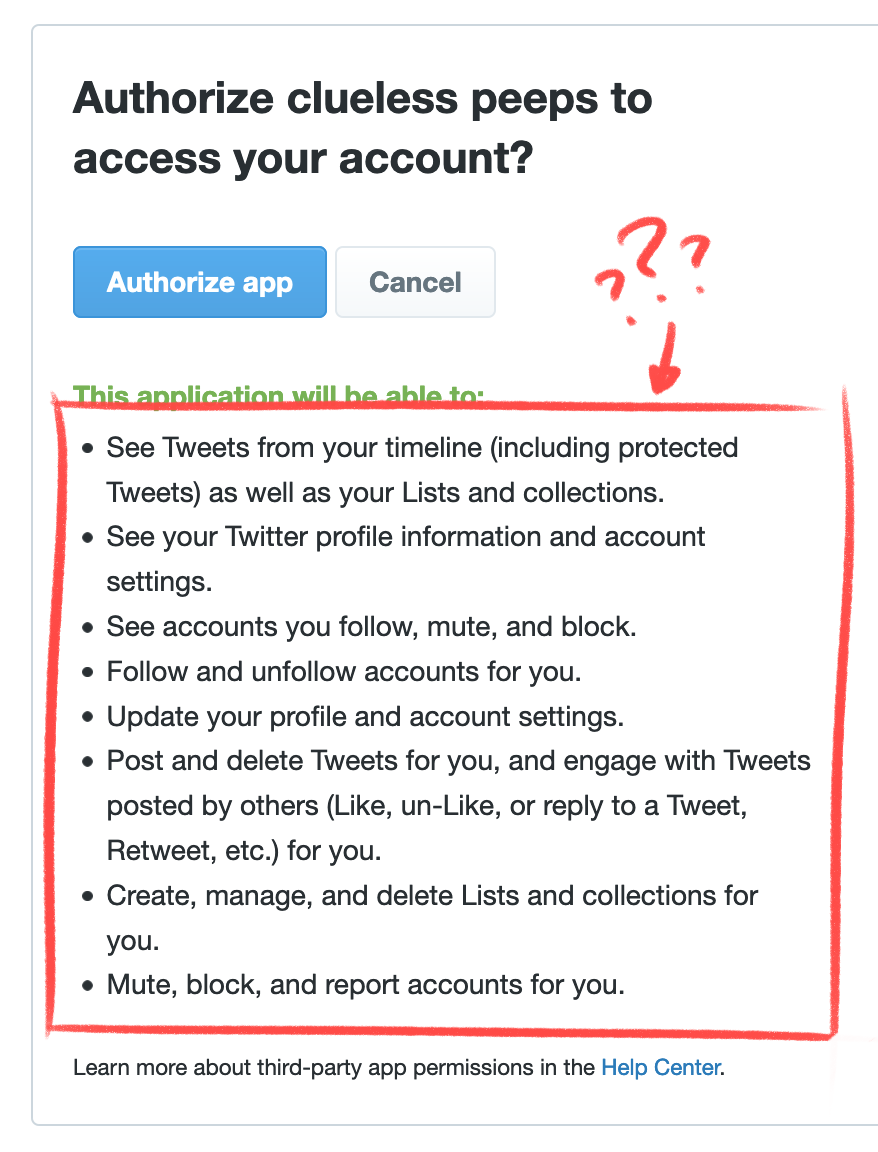 Authorize clueless peeps to
access your account?
Authorize app
Cancel
???
This application will be able to:
• See Tweets from your timeline (including protected
Tweets) as well as your Lists and collections.
• See your Twitter profile information and account
settings.
• See accounts you follow, mute, and block.
• Follow and unfollow accounts for you.
• Update your profile and account settings.
• Post and delete Tweets for you, and engage with Tweets
posted by others (Like, un-Like, or reply to a Tweet,
Retweet, etc.) for you.
• Create, manage, and delete Lists and collections for
you.
• Mute, block, and report accounts for you.
Learn more about third-party app permissions in the Help Center.